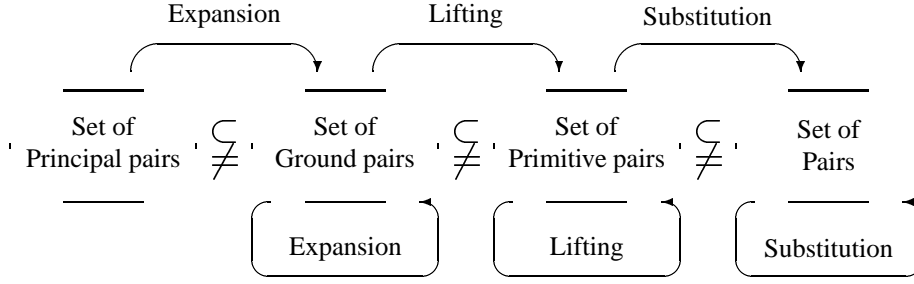 Expansion Lifting Substitution
Set of Set of Set of Set of
Principal pairs ⊊ Ground pairs ⊊ Primitive pairs ⊊ Pairs
Expansion Lifting Substitution